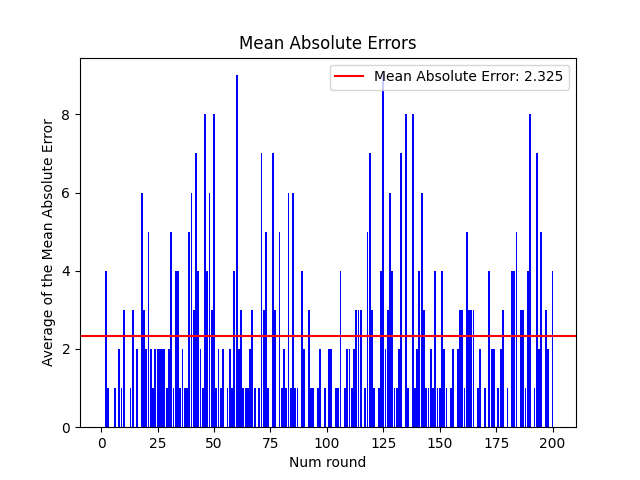 Mean Absolute Errors
Mean Absolute Error: 2.325
Average of the Mean Absolute Error
8
6
4
2
0
0 25 50 75 100 125 150 175 200
Num round